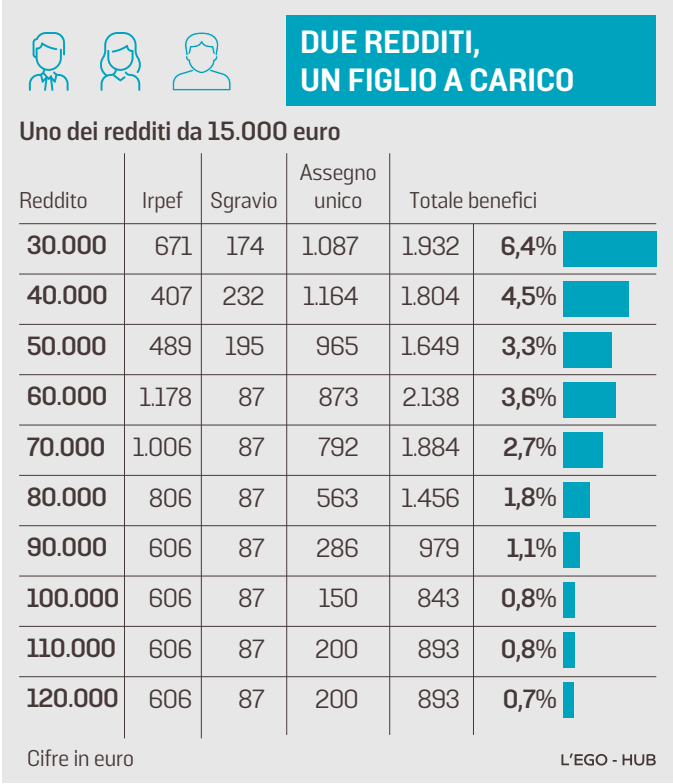 DUE REDDITI,
UN FIGLIO A CARICO
Uno dei redditi da 15.000 euro
Reddito Irpef Sgravio Assegno unico Totale benefici
30.000 671 174 1.087 1.932 6,4%
40.000 407 232 1.164 1.804 4,5%
50.000 489 195 965 1.649 3,3%
60.000 1.178 87 873 2.138 3,6%
70.000 1.006 87 792 1.884 2,7%
80.000 806 87 563 1.456 1,8%
90.000 606 87 286 979 1,1%
100.000 606 87 150 843 0,8%
110.000 606 87 200 893 0,8%
120.000 606 87 200 893 0,7%
Cifre in euro
L'EGO - HUB